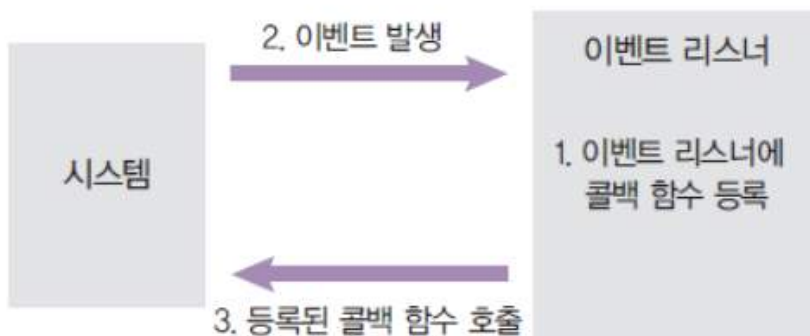 2. 이벤트 발생
이벤트 리스너
시스템
1. 이벤트 리스너에
콜백 함수 등록
3. 등록된 콜백 함수 호출